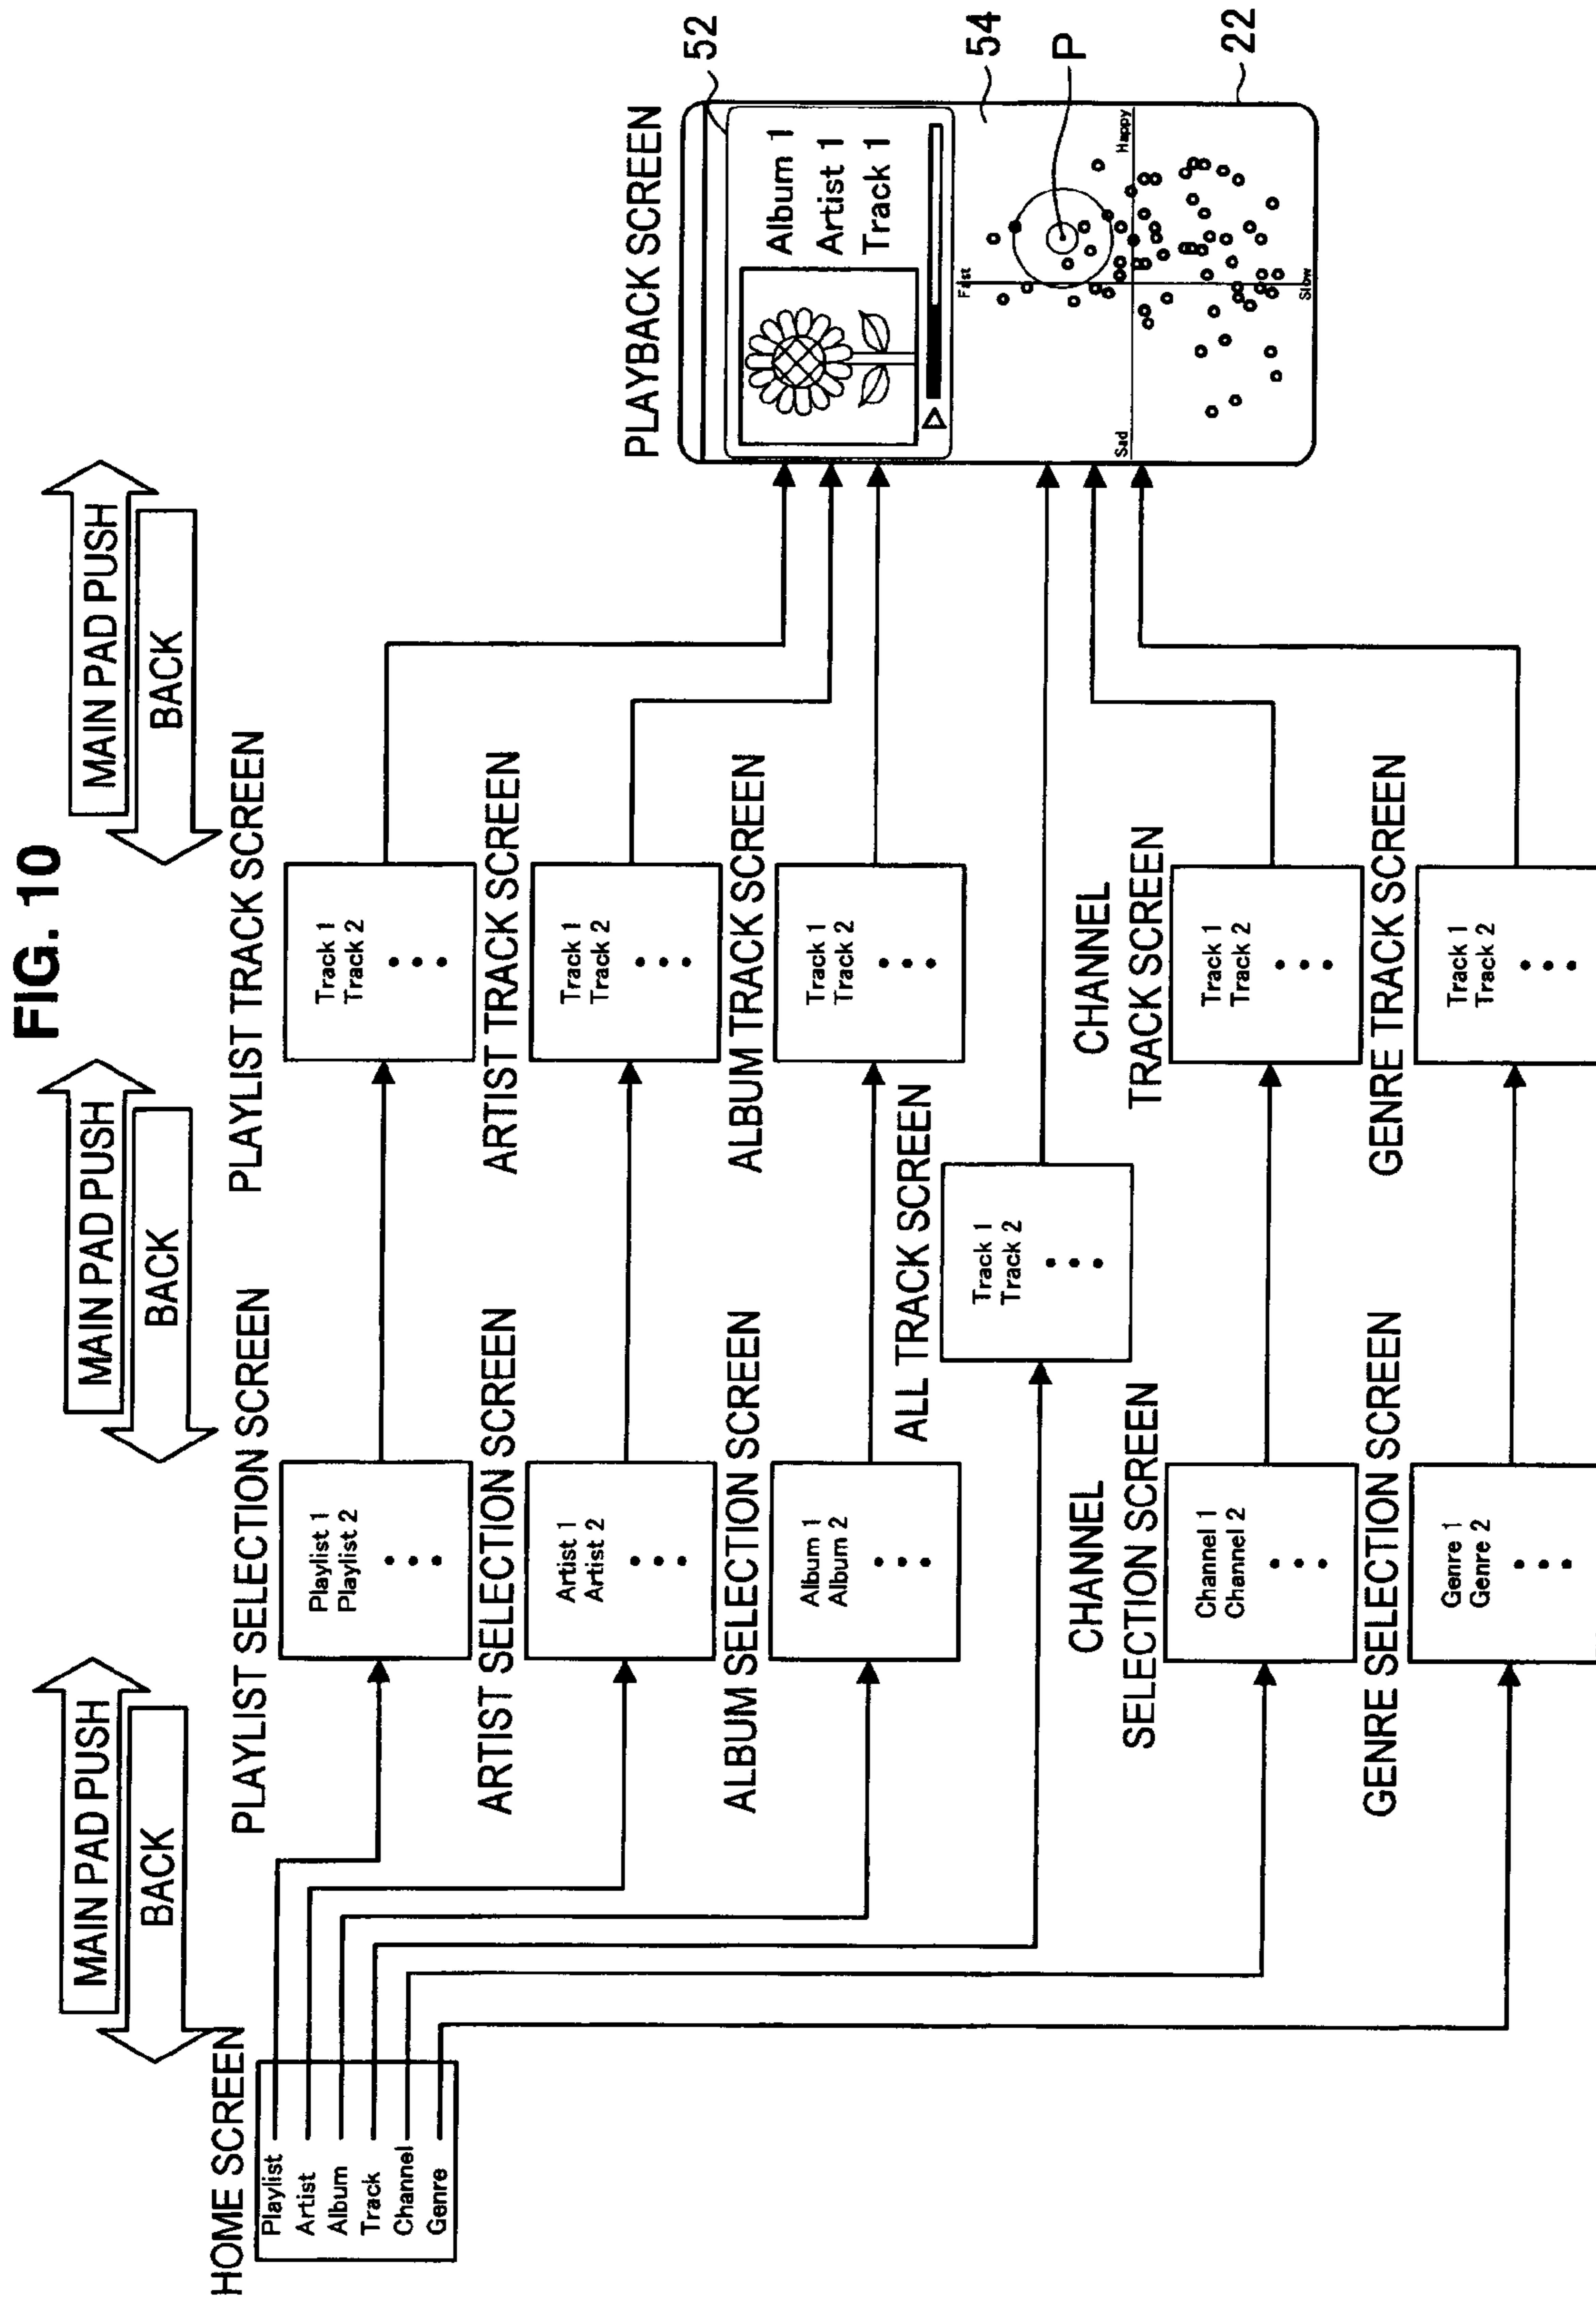 FIG. 10
MAIN PAD PUSH
BACK
MAIN PAD PUSH
BACK
MAIN PAD PUSH
BACK
HOME SCREEN
Playlist
Artist
Album
Track
Channel
Genre
PLAYLIST SELECTION SCREEN
Playlist 1
Playlist 2
ARTIST SELECTION SCREEN
Artist 1
Artist 2
ALBUM SELECTION SCREEN
Album 1
Album 2
ALL TRACK SCREEN
Track 1
Track 2
CHANNEL
SELECTION SCREEN
Channel 1
Channel 2
GENRE SELECTION SCREEN
Genre 1
Genre 2
PLAYLIST TRACK SCREEN
Track 1
Track 2
ARTIST TRACK SCREEN
Track 1
Track 2
ALBUM TRACK SCREEN
Track 1
Track 2
CHANNEL
TRACK SCREEN
Track 1
Track 2
GENRE TRACK SCREEN
Track 1
Track 2
PLAYBACK SCREEN
52
Album 1
Artist 1
Track 1
54
P
Fast
Sad
Happy
Slow
22